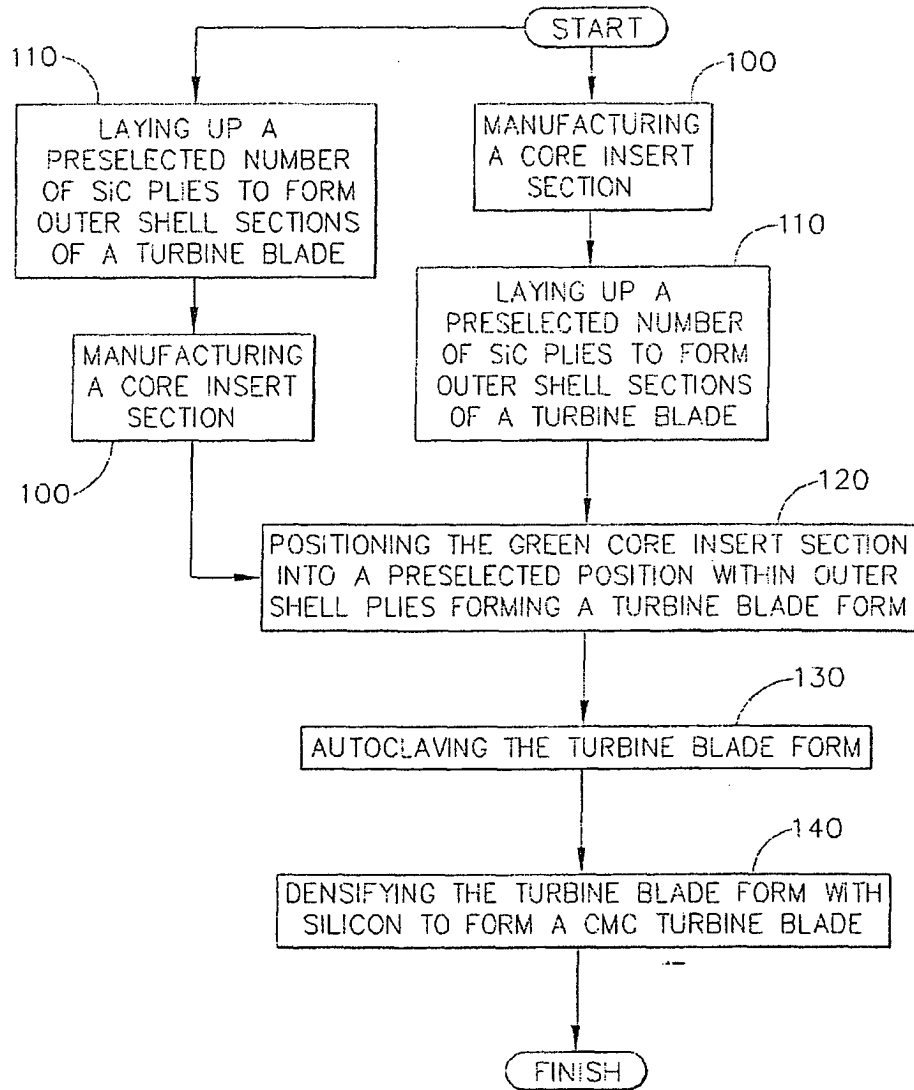 START
110
LAYING UP A
PRESELECTED NUMBER
OF SiC PLIES TO FORM
OUTER SHELL SECTIONS
OF A TURBINE BLADE
100
MANUFACTURING
A CORE INSERT
SECTION
MANUFACTURING
A CORE INSERT
SECTION
100
110
LAYING UP A
PRESELECTED NUMBER
OF SiC PLIES TO FORM
OUTER SHELL SECTIONS
OF A TURBINE BLADE
120
POSITIONING THE GREEN CORE INSERT SECTION
INTO A PRESELECTED POSITION WITHIN OUTER
SHELL PLIES FORMING A TURBINE BLADE FORM
130
AUTOCLAVING THE TURBINE BLADE FORM
140
DENSIFYING THE TURBINE BLADE FORM WITH
SILICON TO FORM A CMC TURBINE BLADE
FINISH